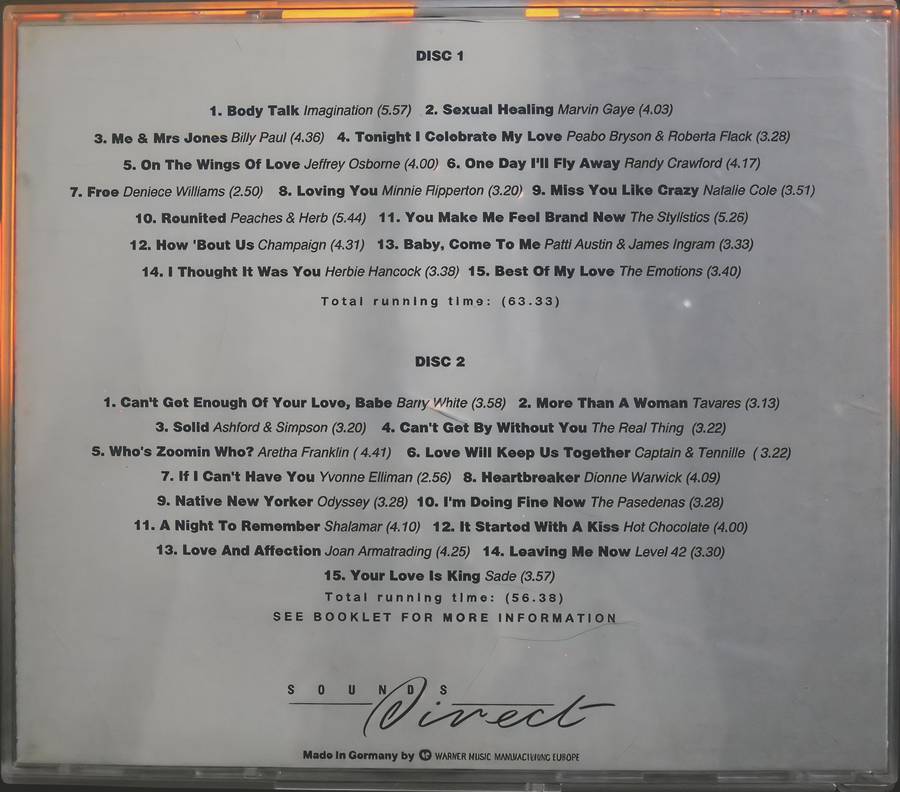 DISC 1
1. Body Talk Imagination (5.57) 2. Sexual Healing Marvin Gaye (4.03)
3. Me & Mrs Jones Billy Paul (4.36) 4. Tonight I Celebrate My Love Peabo Bryson & Roberta Flack (3.28)
5. On The Wings Of Love Jeffrey Osborne (4.00) 6. One Day I'll Fly Away Randy Crawford (4.17)
7. Free Deniece Williams (2.50) 8. Loving You Minnie Ripperton (3.20) 9. Miss You Like Crazy Natalie Cole (3.51)
10. Reunited Peaches & Herb (5.44) 11. You Make Me Feel Brand New The Stylistics (5.26)
12. How 'Bout Us Champaign (4.31) 13. Baby, Come To Me Patti Austin & James Ingram (3.33)
14. I Thought It Was You Herbie Hancock (3.38) 15. Best Of My Love The Emotions (3.40)
Total running time: (63.33)
DISC 2
1. Can't Get Enough Of Your Love, Babe Barry White (3.58) 2. More Than A Woman Tavares (3.13)
3. Solid Ashford & Simpson (3.20) 4. Can't Get By Without You The Real Thing (3.22)
5. Who's Zoomin Who? Aretha Franklin ( 4.41) 6. Love Will Keep Us Together Captain & Tennille ( 3.22)
7. If I Can't Have You Yvonne Elliman (2.56) 8. Heartbreaker Dionne Warwick (4.09)
9. Native New Yorker Odyssey (3.28) 10. I'm Doing Fine Now The Pasedenas (3.28)
11. A Night To Remember Shalamar (4.10) 12. It Started With A Kiss Hot Chocolate (4.00)
13. Love And Affection Joan Armatrading (4.25) 14. Leaving Me Now Level 42 (3.30)
15. Your Love Is King Sade (3.57)
Total running time: (56.38)
SEE BOOKLET FOR MORE INFORMATION
SOUNDS
Direct
Made In Germany by WARNER MUSIC MANUFACTURING EUROPE